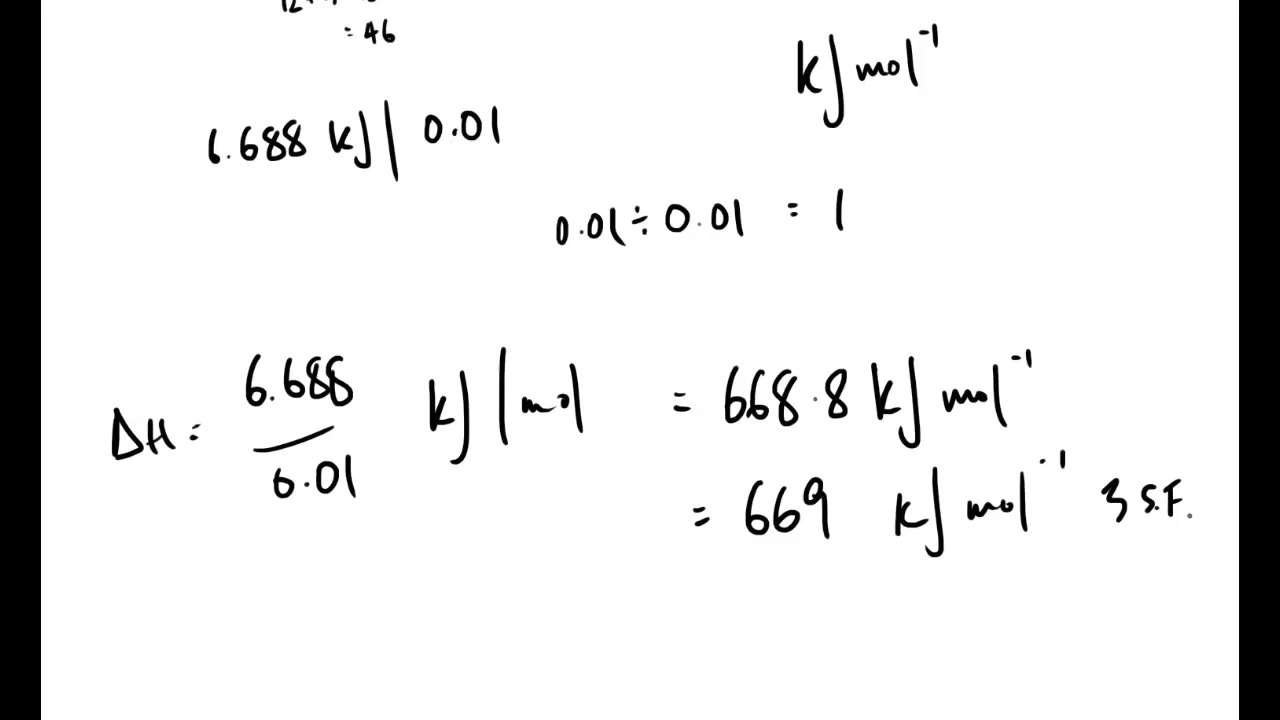 = 46
kJ mol⁻¹
6.688 kJ | 0.01
0.01 ÷ 0.01 = 1
ΔH = 6.688 / 0.01 kJ / mol = 668.8 kJ mol⁻¹
= 669 kJ mol⁻¹ 3 S.F.